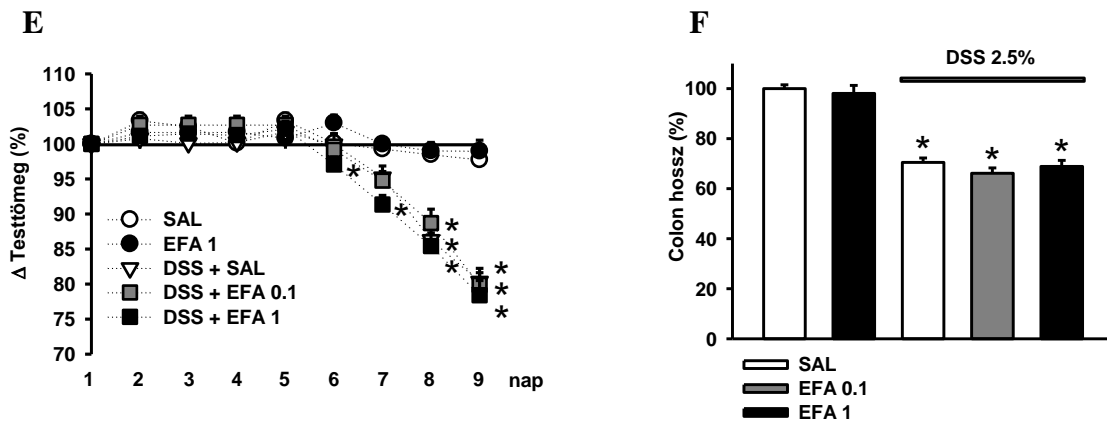 E
110
105
100
95
90
85
80
75
70
Δ Testtömeg (%)
SAL
EFA 1
DSS + SAL
DSS + EFA 0.1
DSS + EFA 1
*
*
*
*
*
*
*
*
1 2 3 4 5 6 7 8 9 nap
F
DSS 2.5%
100
80
60
40
20
0
Colon hossz (%)
* * *
SAL
EFA 0.1
EFA 1